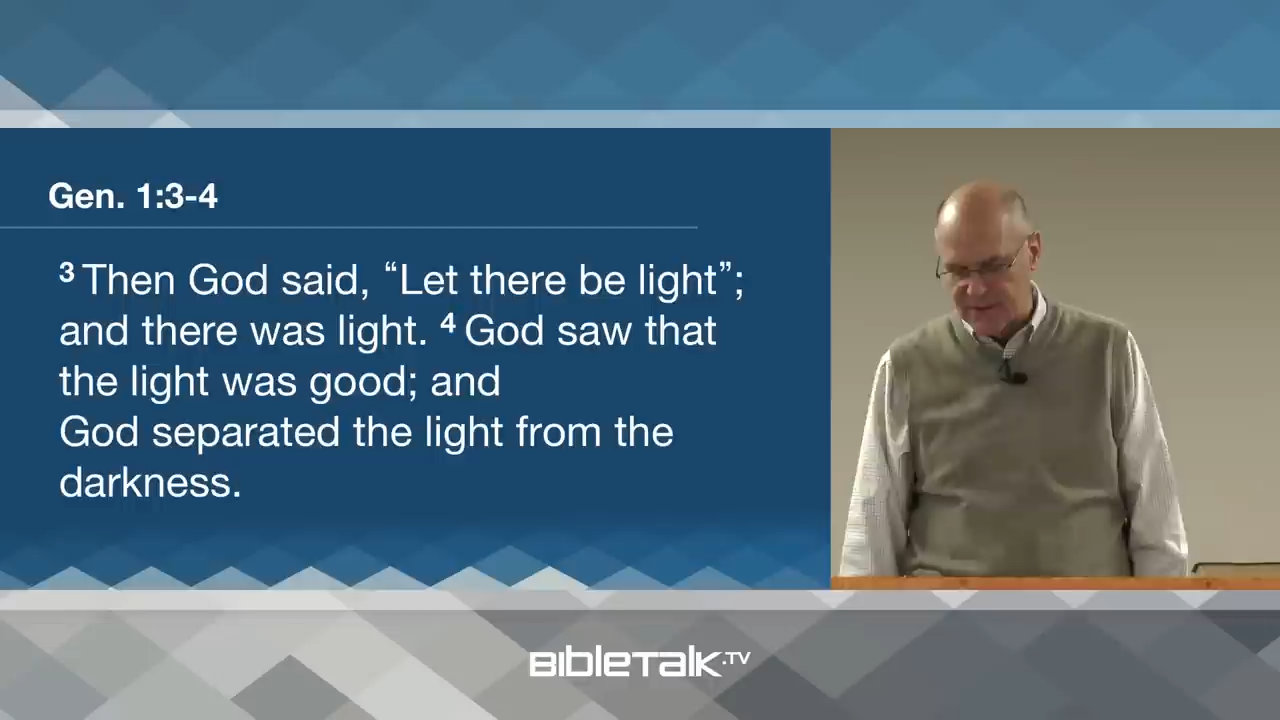 Gen. 1:3-4
3 Then God said, “Let there be light”;
and there was light. 4 God saw that
the light was good; and
God separated the light from the
darkness.
BIBLETALK.TV